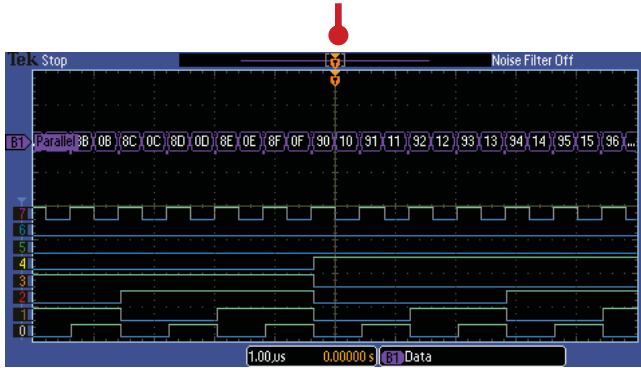 Tek Stop Noise Filter Off
T
T
B1 Parallel 8B 0B 8C 0C 8D 0D 8E 0E 8F 0F 90 10 91 11 92 12 93 13 94 14 95 15 96 ...
7
6
5
4
3
2
1
0
1.00µs 0.00000 s B1 Data